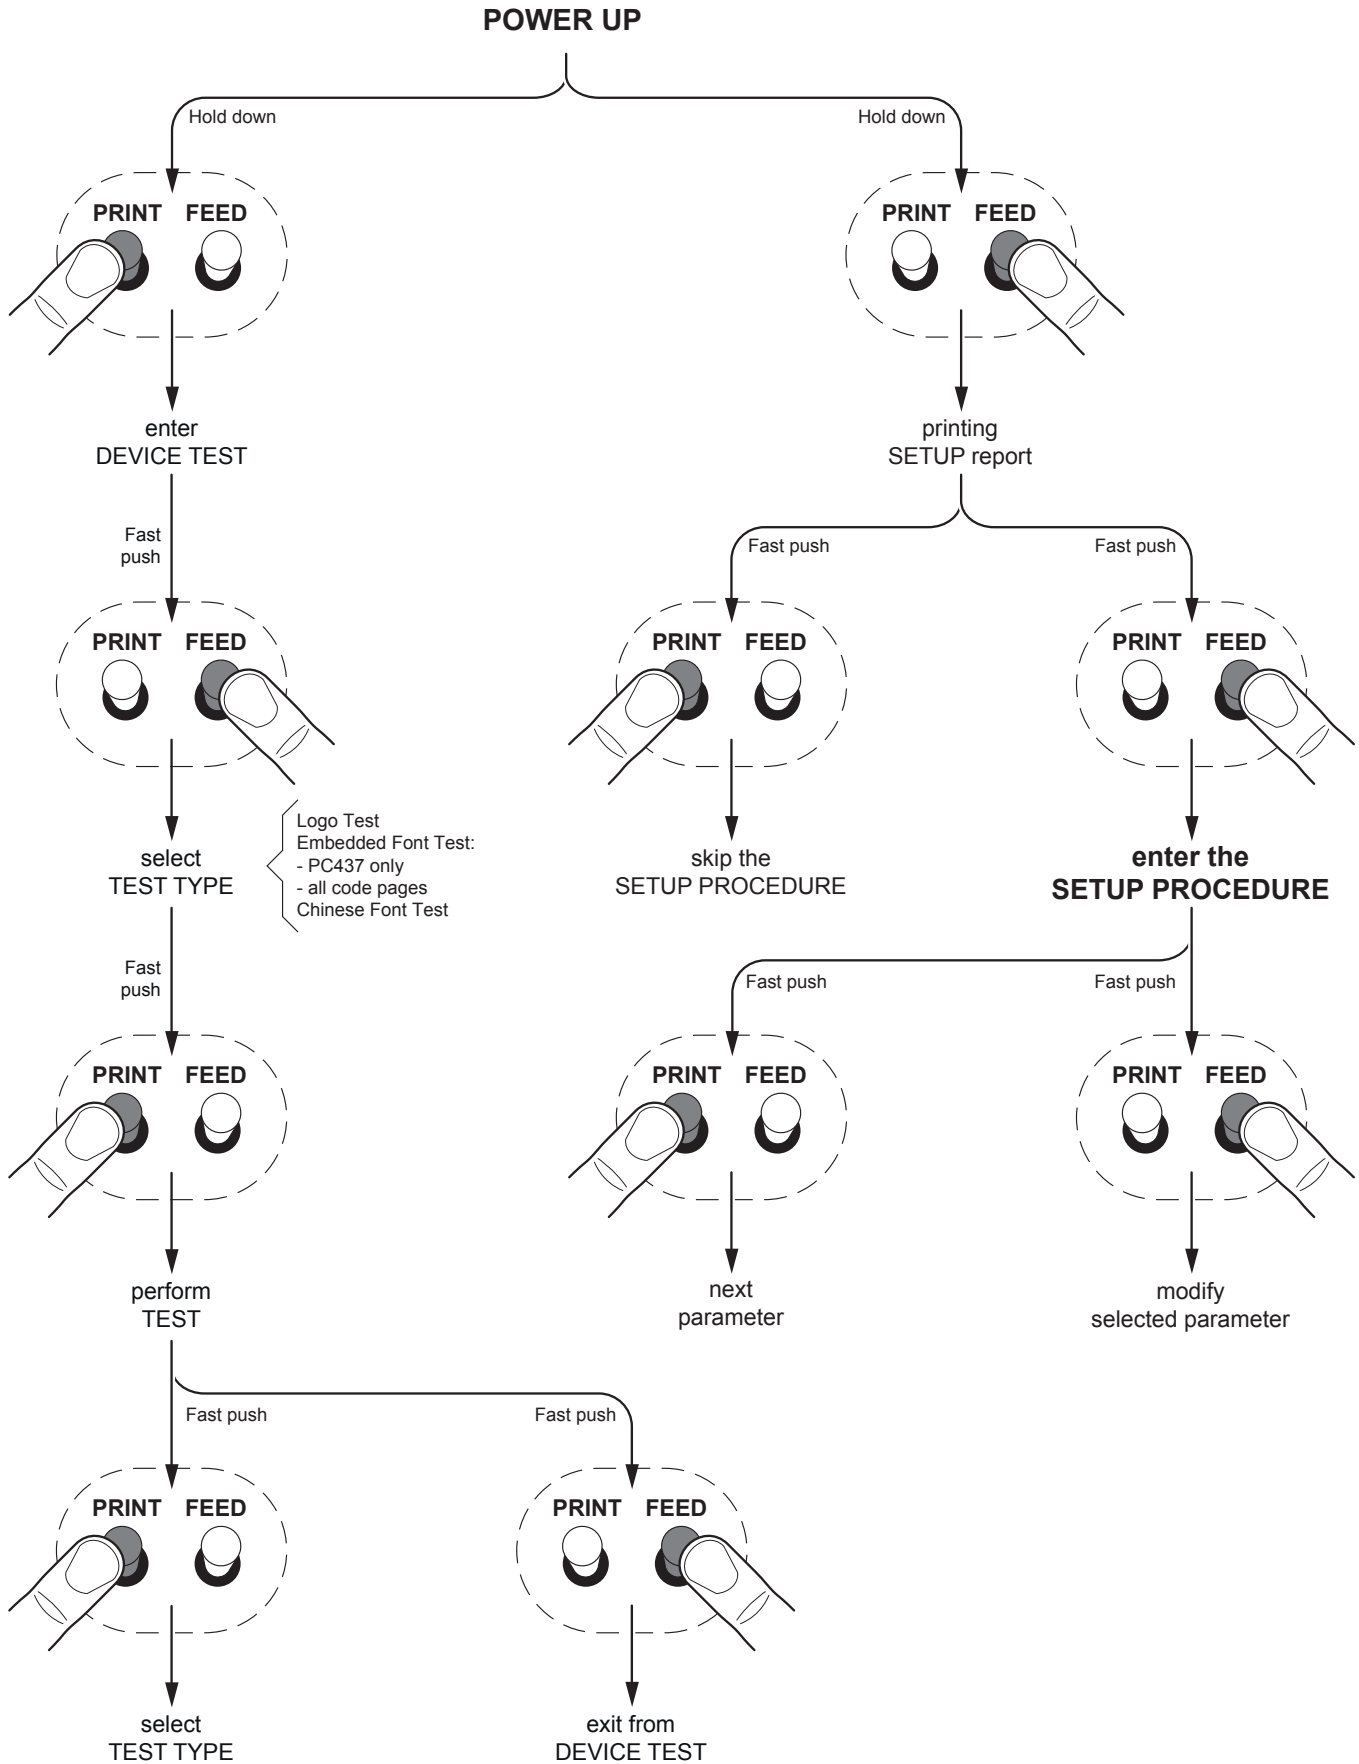 POWER UP
Hold down
Hold down
PRINT FEED
PRINT FEED
enter
DEVICE TEST
printing
SETUP report
Fast
push
Fast push
Fast push
PRINT FEED
PRINT FEED
PRINT FEED
select
TEST TYPE
Logo Test
Embedded Font Test:
- PC437 only
- all code pages
Chinese Font Test
skip the
SETUP PROCEDURE
enter the
SETUP PROCEDURE
Fast
push
Fast push
Fast push
PRINT FEED
PRINT FEED
PRINT FEED
perform
TEST
next
parameter
modify
selected parameter
Fast push
Fast push
PRINT FEED
PRINT FEED
select
TEST TYPE
exit from
DEVICE TEST